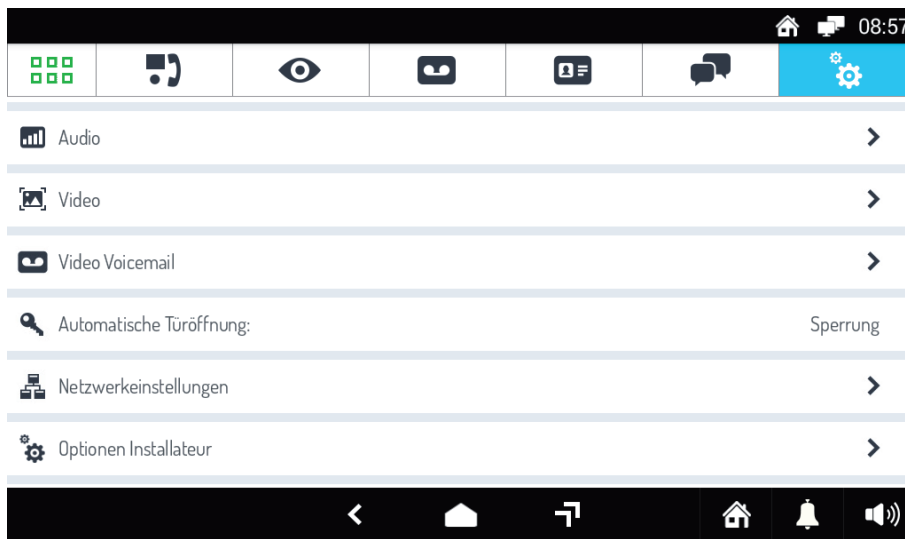 08:57
Audio
Video
Video Voicemail
Automatische Türöffnung: Sperrung
Netzwerkeinstellungen
Optionen Installateur